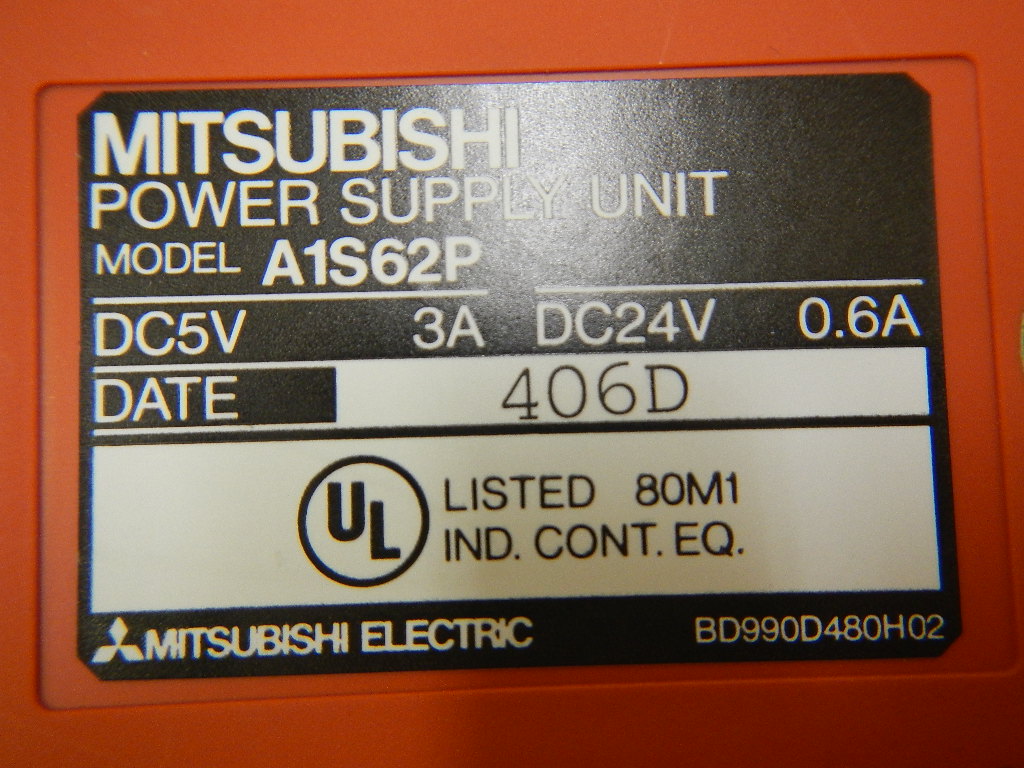 MITSUBISHI
POWER SUPPLY UNIT
MODEL A1S62P
DC5V 3A DC24V 0.6A
DATE 406D
UL LISTED 80M1
IND. CONT. EQ.
MITSUBISHI ELECTRIC BD990D480H02